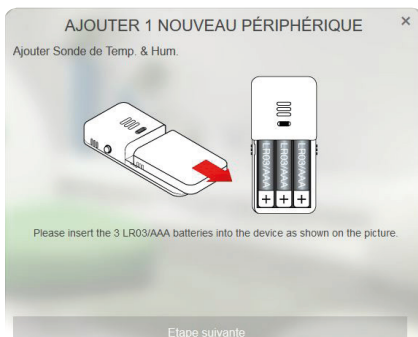 AJOUTER 1 NOUVEAU PÉRIPHÉRIQUE ×
Ajouter Sonde de Temp. & Hum.
LR03/AAA LR03/AAA LR03/AAA
+ + +
Please insert the 3 LR03/AAA batteries into the device as shown on the picture.
Etape suivante